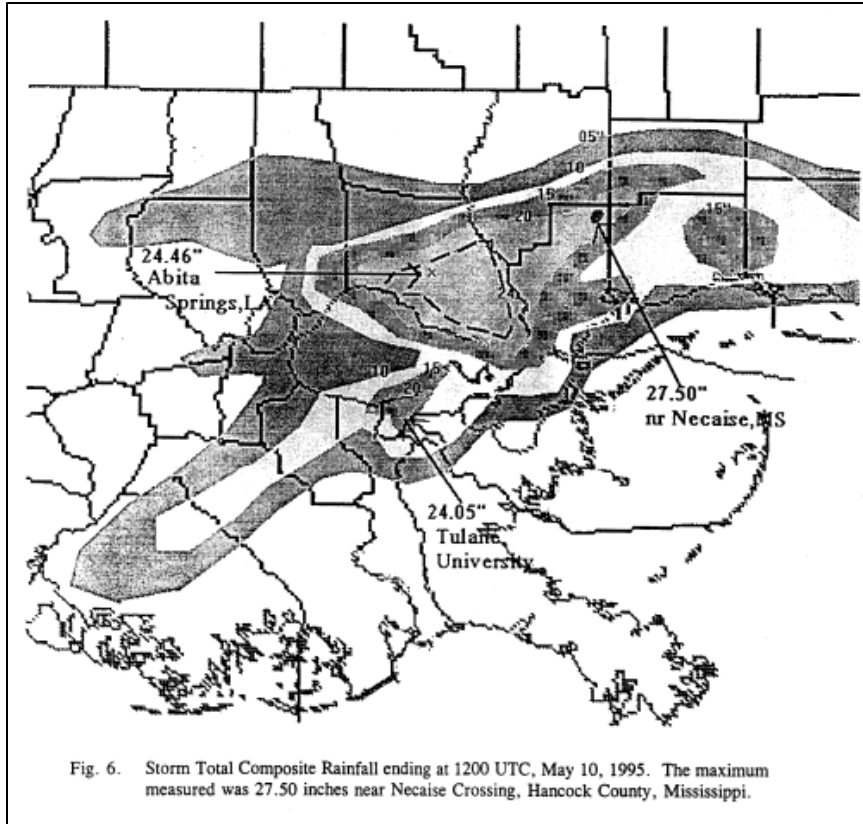 05"
10
15
20
15"
24.46"
Abita
Springs,LA
10
15
20
27.50"
nr Necaise,MS
24.05"
Tulane
University
Fig. 6. Storm Total Composite Rainfall ending at 1200 UTC, May 10, 1995. The maximum
measured was 27.50 inches near Necaise Crossing, Hancock County, Mississippi.